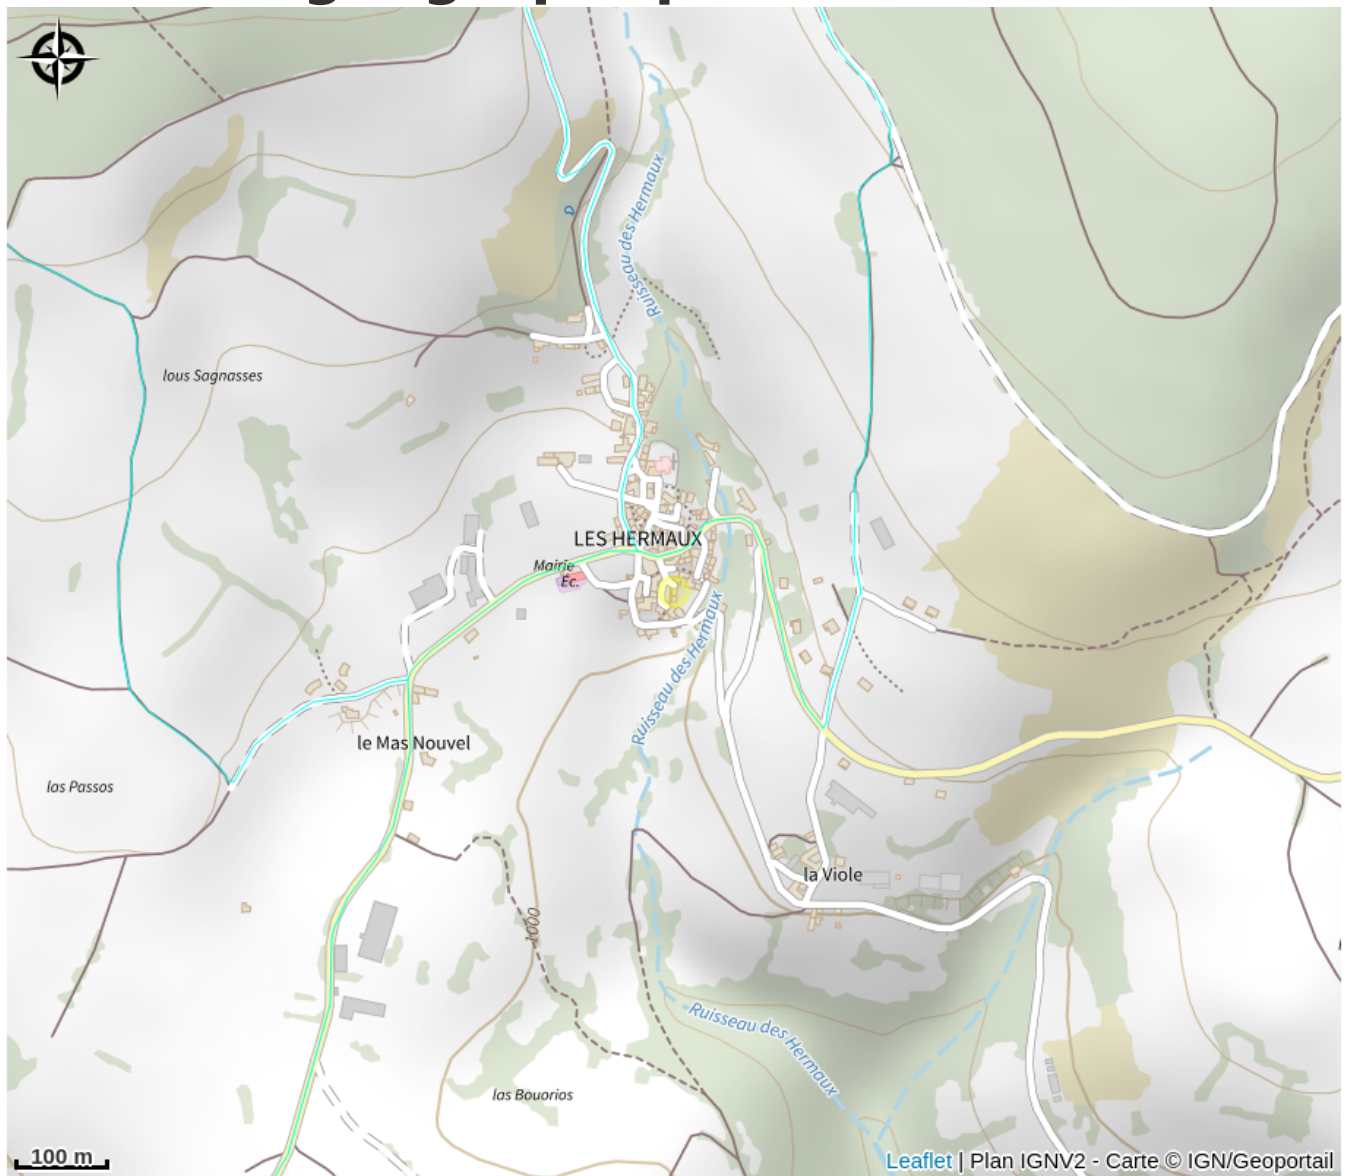 Ruisseau des Hermaux
lous Sagnasses
LES HERMAUX
Mairie
Éc.
Ruisseau des Hermaux
le Mas Nouvel
las Passos
la Viole
1000
Ruisseau des Hermaux
las Bouorios
100 m
Leaflet | Plan IGNV2 - Carte © IGN/Geoportail